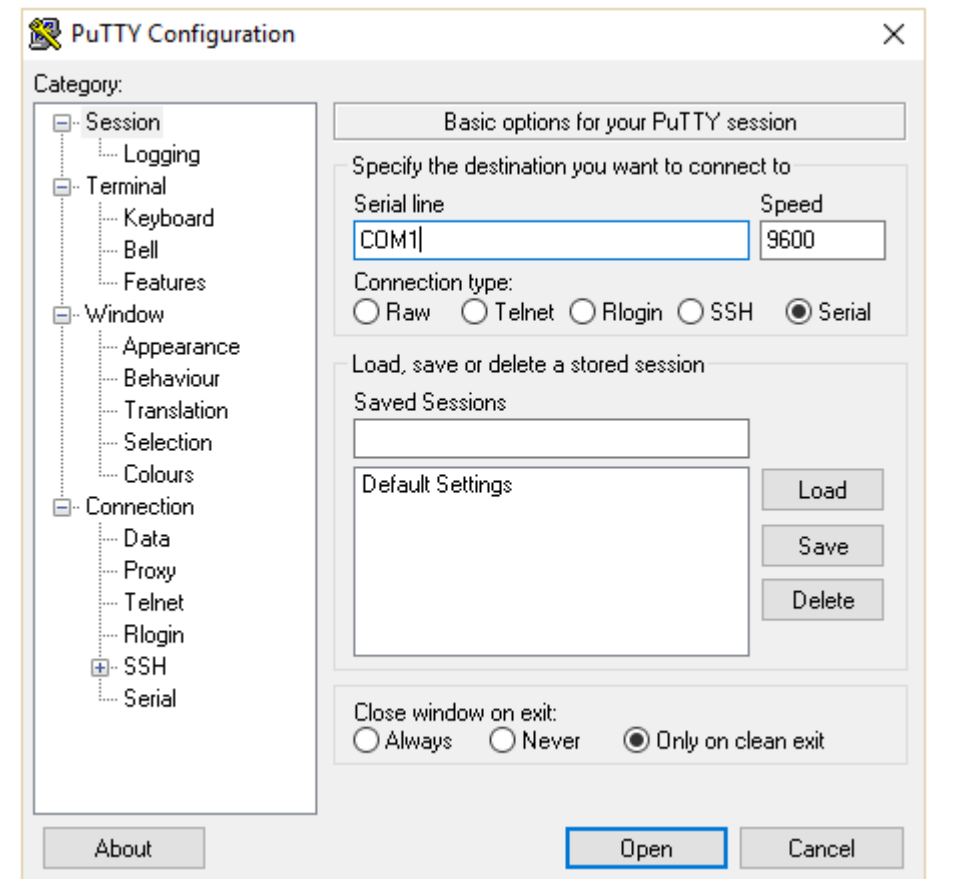 PuTTY Configuration
Category:
Session
Logging
Terminal
Keyboard
Bell
Features
Window
Appearance
Behaviour
Translation
Selection
Colours
Connection
Data
Proxy
Telnet
Rlogin
SSH
Serial
Basic options for your PuTTY session
Specify the destination you want to connect to
Serial line Speed
COM1 9600
Connection type:
Raw Telnet Rlogin SSH Serial
Load, save or delete a stored session
Saved Sessions
Default Settings
Load
Save
Delete
Close window on exit:
Always Never Only on clean exit
About Open Cancel